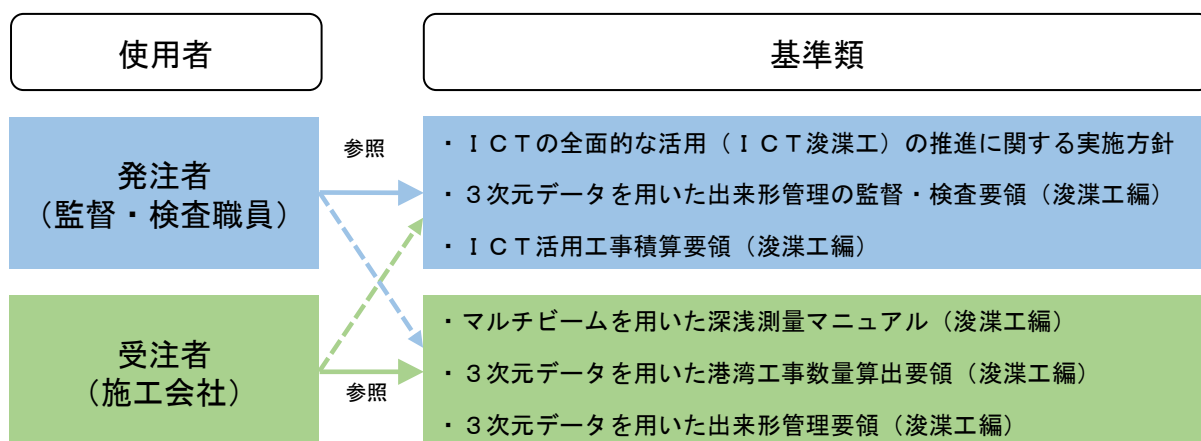 使用者
基準類
発注者
（監督・検査職員）
参照
・ＩＣＴの全面的な活用（ＩＣＴ浚渫工）の推進に関する実施方針
・３次元データを用いた出来形管理の監督・検査要領（浚渫工編）
・ＩＣＴ活用工事積算要領（浚渫工編）
受注者
（施工会社）
参照
・マルチビームを用いた深浅測量マニュアル（浚渫工編）
・３次元データを用いた港湾工事数量算出要領（浚渫工編）
・３次元データを用いた出来形管理要領（浚渫工編）